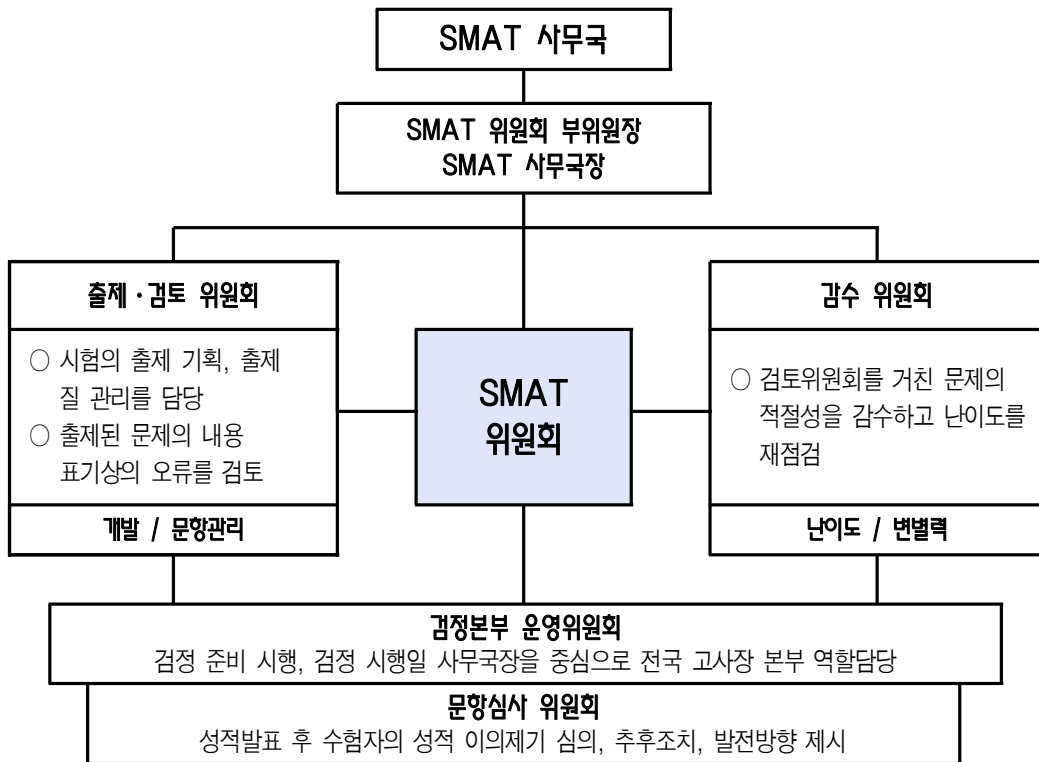 SMAT 사무국
SMAT 위원회 부위원장
SMAT 사무국장
출제·검토 위원회
○ 시험의 출제 기획, 출제
질 관리를 담당
○ 출제된 문제의 내용
표기상의 오류를 검토
개발 / 문항관리
SMAT
위원회
감수 위원회
○ 검토위원회를 거친 문제의
적절성을 감수하고 난이도를
재점검
난이도 / 변별력
검정본부 운영위원회
검정 준비 시행, 검정 시행일 사무국장을 중심으로 전국 고사장 본부 역할담당
문항심사 위원회
성적발표 후 수험자의 성적 이의제기 심의, 추후조치, 발전방향 제시